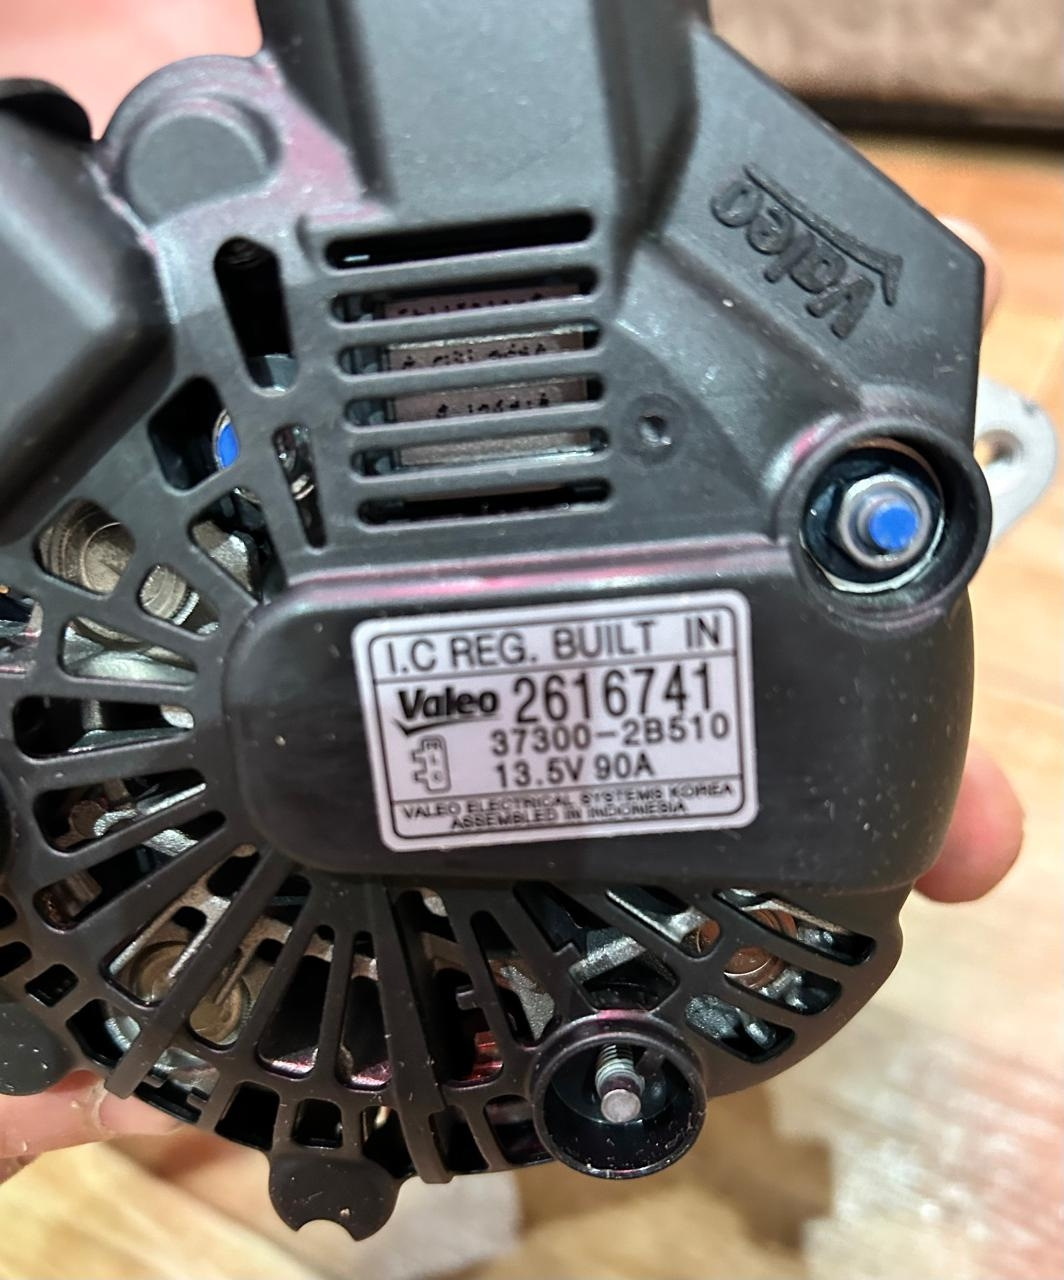 Valeo
I.C REG. BUILT IN
Valeo 2616741
37300-2B510
13.5V 90A
VALEO ELECTRICAL SYSTEMS KOREA
ASSEMBLED IN INDONESIA